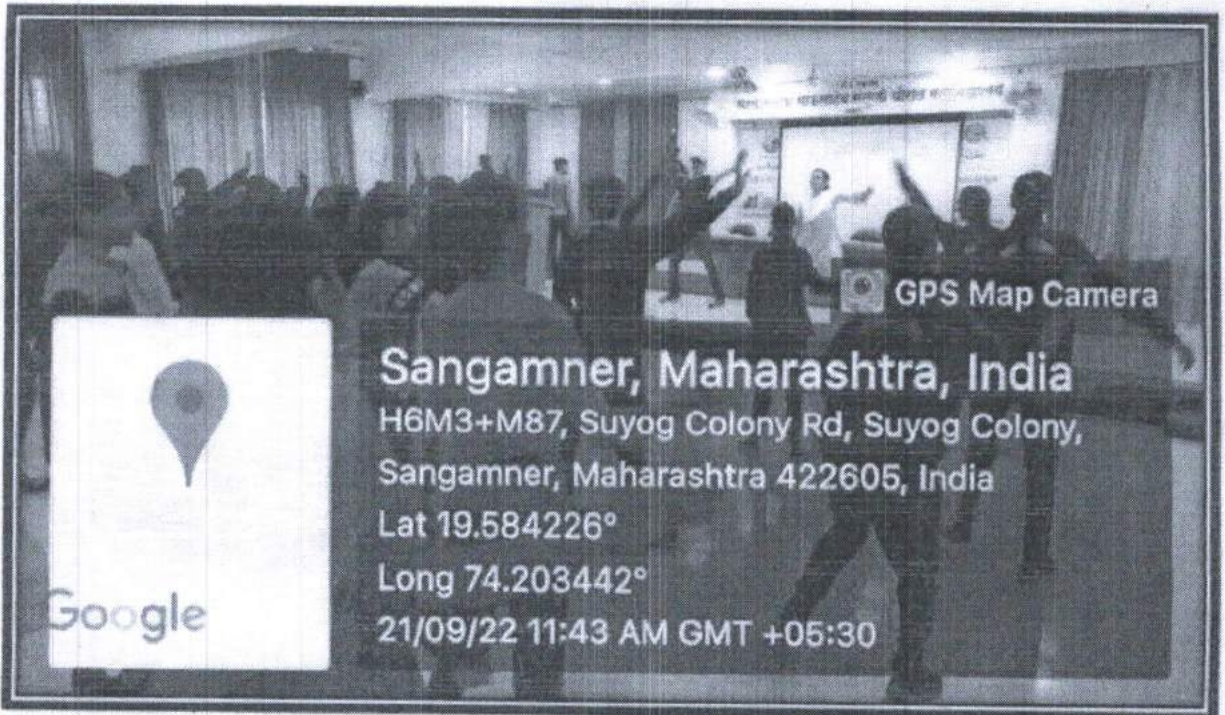 GPS Map Camera
Sangamner, Maharashtra, India
H6M3+M87, Suyog Colony Rd, Suyog Colony,
Sangamner, Maharashtra 422605, India
Lat 19.584226°
Long 74.203442°
21/09/22 11:43 AM GMT +05:30
Google